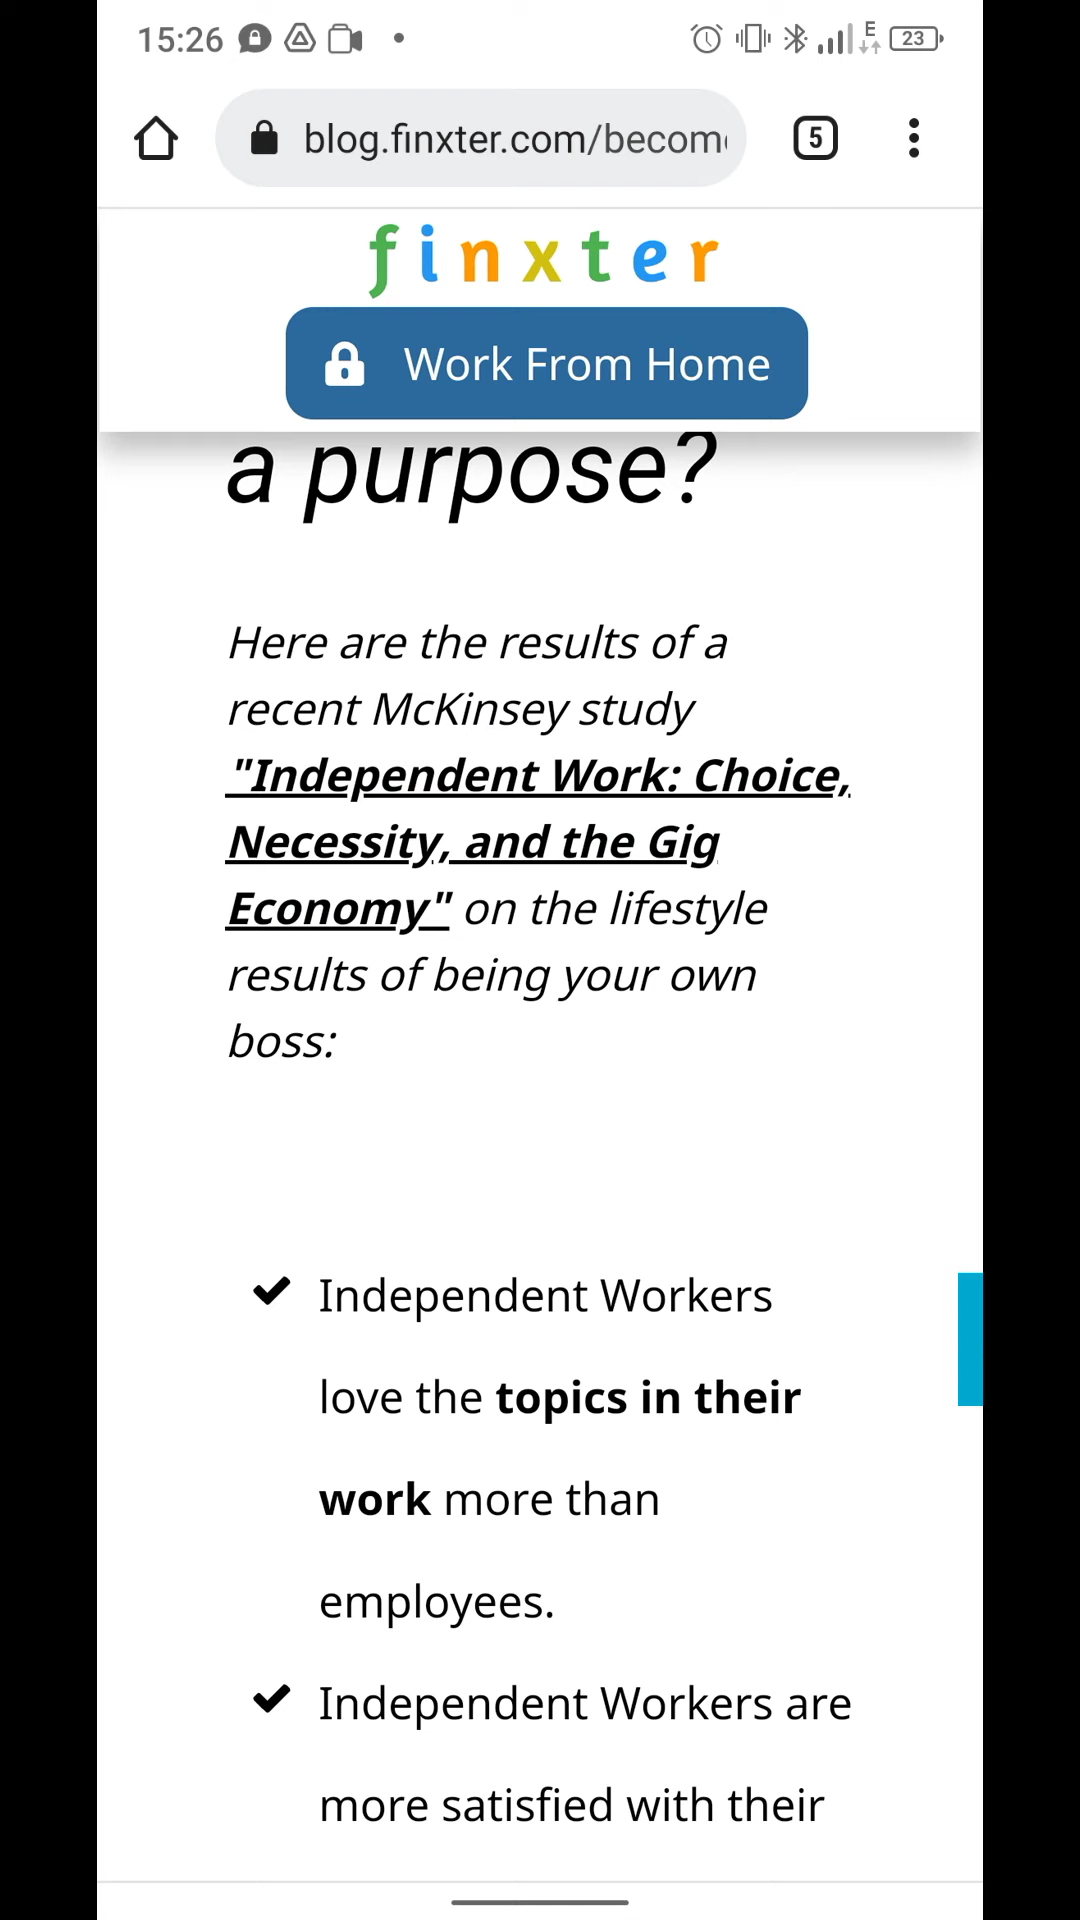 15:26
E
23
blog.finxter.com/becom
5
finxter
Work From Home
a purpose?
Here are the results of a
recent McKinsey study
"Independent Work: Choice,
Necessity, and the Gig
Economy" on the lifestyle
results of being your own
boss:
Independent Workers
love the topics in their
work more than
employees.
Independent Workers are
more satisfied with their